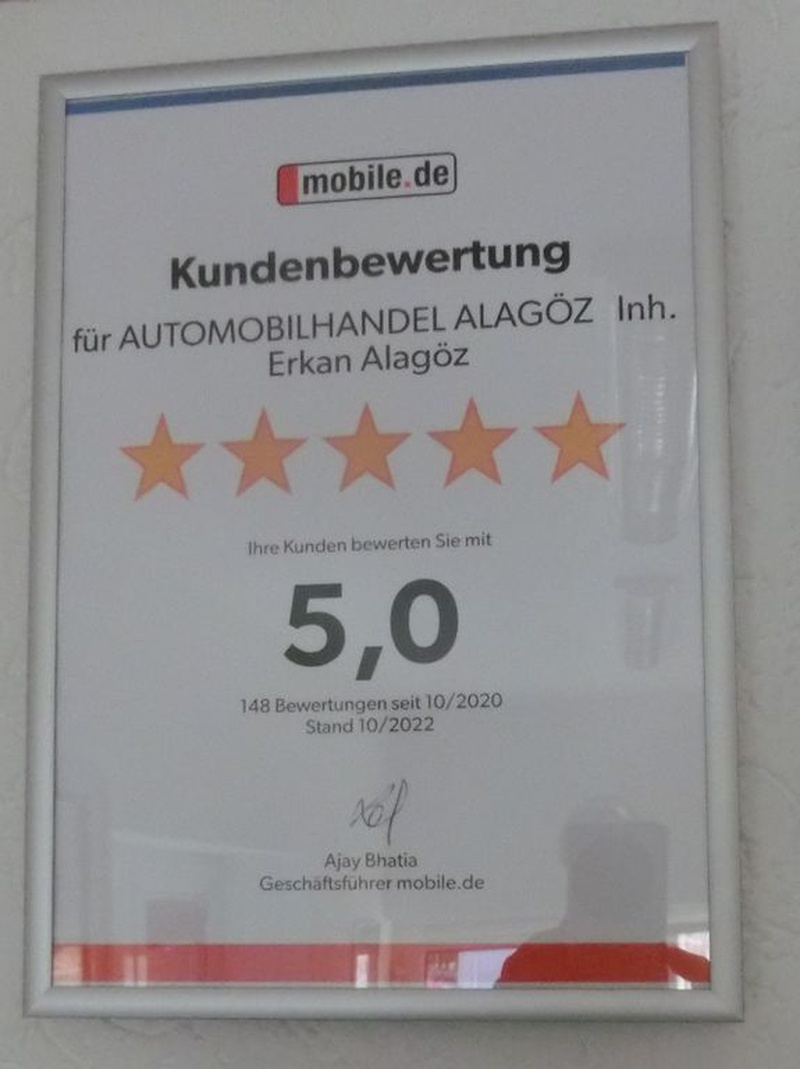 mobile.de
Kundenbewertung
für AUTOMOBILHANDEL ALAGÖZ Inh.
Erkan Alagöz
Ihre Kunden bewerten Sie mit
5,0
148 Bewertungen seit 10/2020
Stand 10/2022
Ajay Bhatia
Geschäftsführer mobile.de